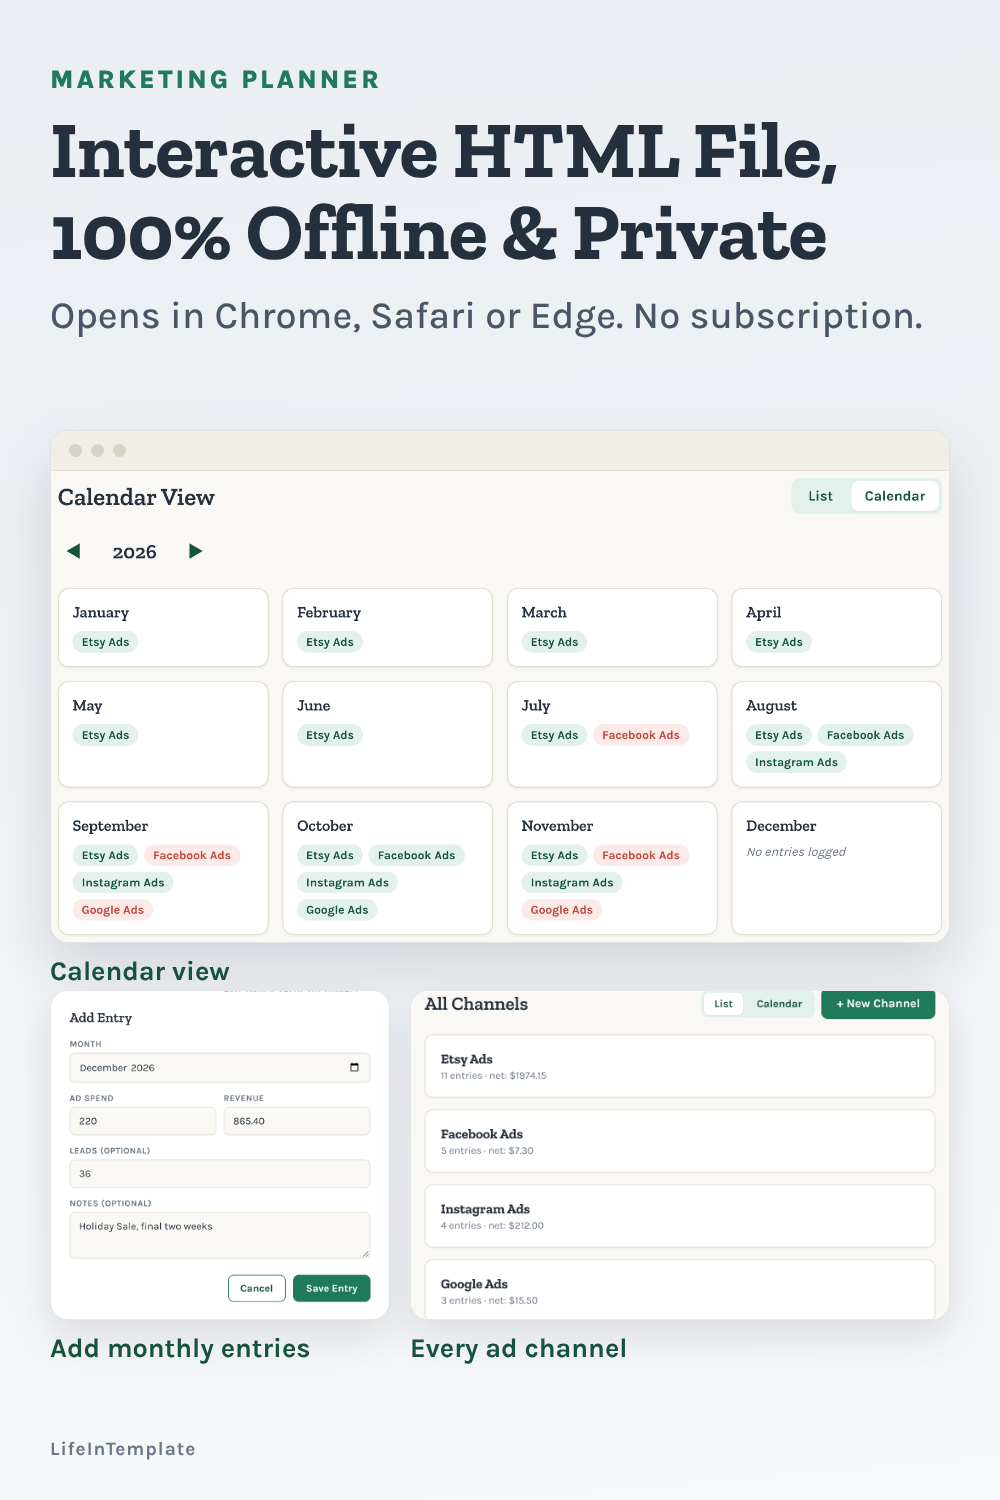 MARKETING PLANNER
Interactive HTML File,
100% Offline & Private
Opens in Chrome, Safari or Edge. No subscription.
Calendar View
List Calendar
2026
January
Etsy Ads
February
Etsy Ads
March
Etsy Ads
April
Etsy Ads
May
Etsy Ads
June
Etsy Ads
July
Etsy Ads Facebook Ads
August
Etsy Ads Facebook Ads
Instagram Ads
September
Etsy Ads Facebook Ads
Instagram Ads
Google Ads
October
Etsy Ads Facebook Ads
Instagram Ads
Google Ads
November
Etsy Ads Facebook Ads
Instagram Ads
Google Ads
December
No entries logged
Calendar view
Add Entry
MONTH
December 2026
AD SPEND REVENUE
220 865.40
LEADS (OPTIONAL)
36
NOTES (OPTIONAL)
Holiday Sale, final two weeks
Cancel Save Entry
Add monthly entries
All Channels
List Calendar + New Channel
Etsy Ads
11 entries · net: $1974.15
Facebook Ads
5 entries · net: $7.30
Instagram Ads
4 entries · net: $212.00
Google Ads
3 entries · net: $15.50
Every ad channel
LifeInTemplate